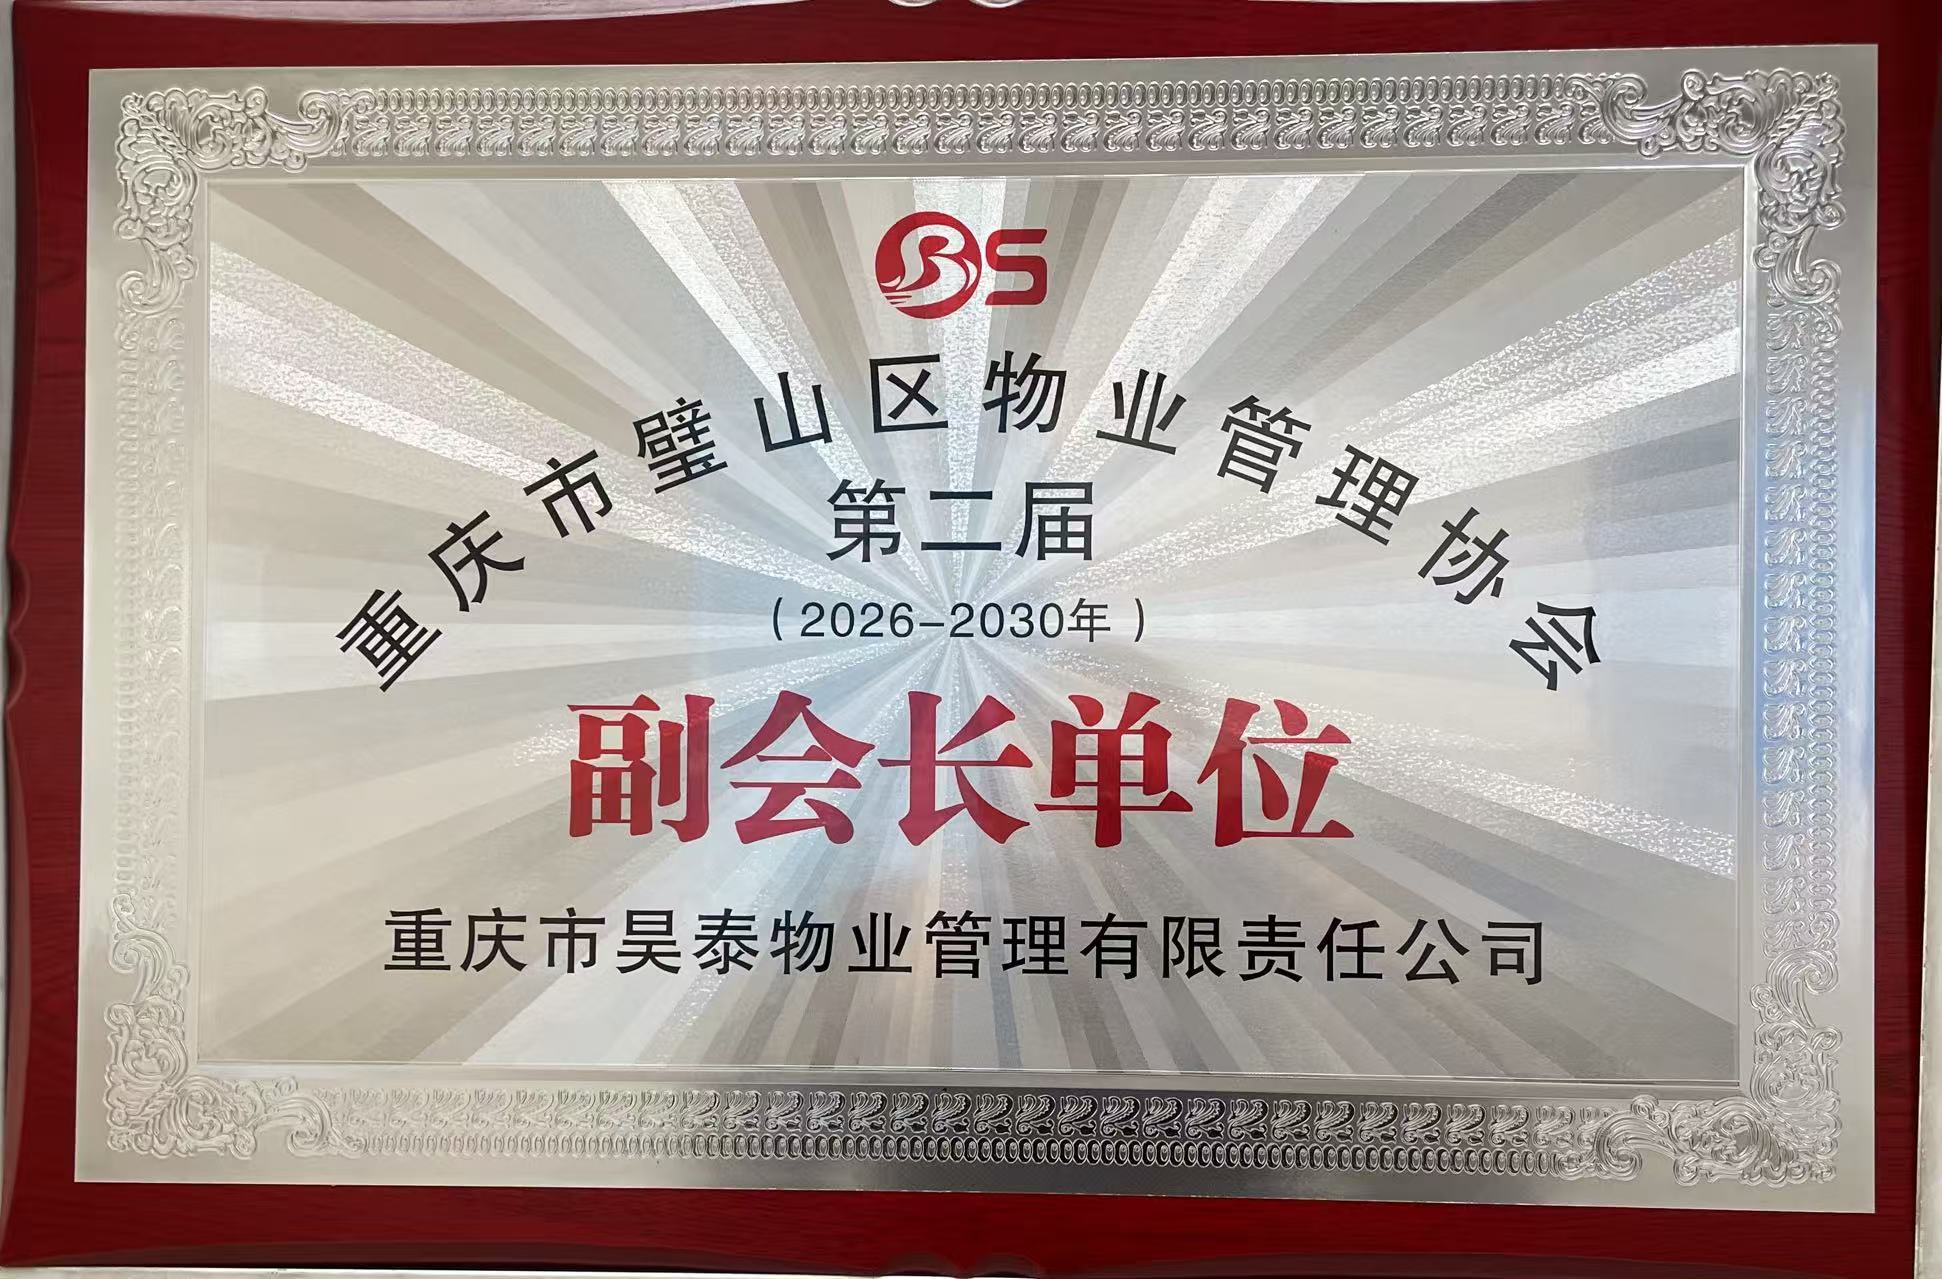 BS
重庆市璧山区物业管理协会
第二届
（2026-2030年）
副会长单位
重庆市昊泰物业管理有限责任公司